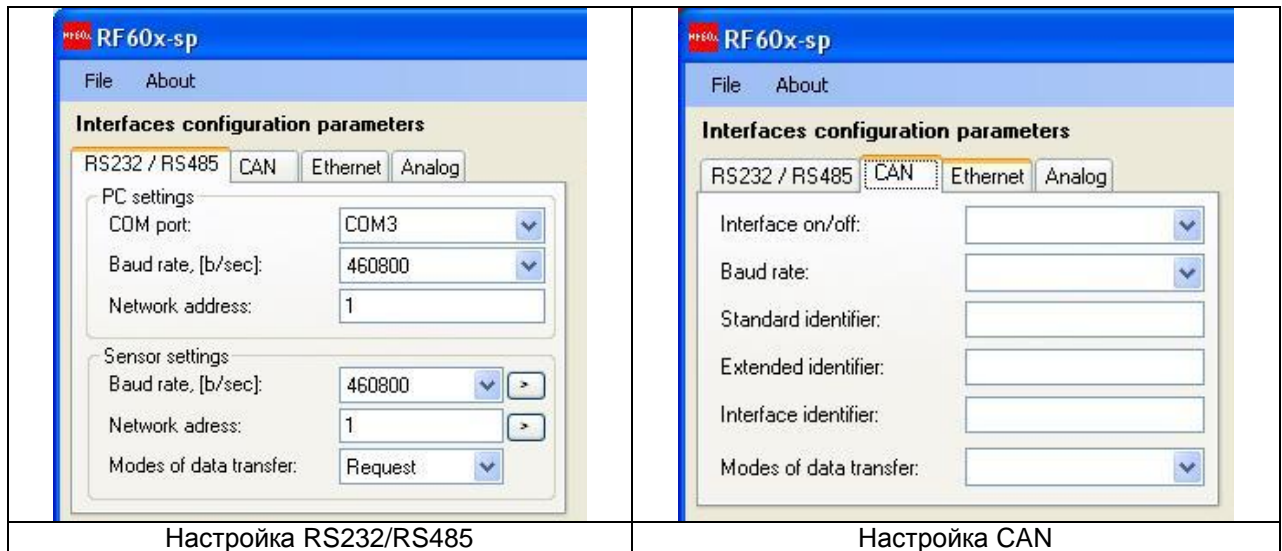 RF60x-sp
File About
Interfaces configuration parameters
RS232 / RS485 CAN Ethernet Analog
PC settings
COM port: COM3
Baud rate, [b/sec]: 460800
Network address: 1
Sensor settings
Baud rate, [b/sec]: 460800 >
Network adress: 1 >
Modes of data transfer: Request
Настройка RS232/RS485
RF60x-sp
File About
Interfaces configuration parameters
RS232 / RS485 CAN Ethernet Analog
Interface on/off:
Baud rate:
Standard identifier:
Extended identifier:
Interface identifier:
Modes of data transfer:
Настройка CAN